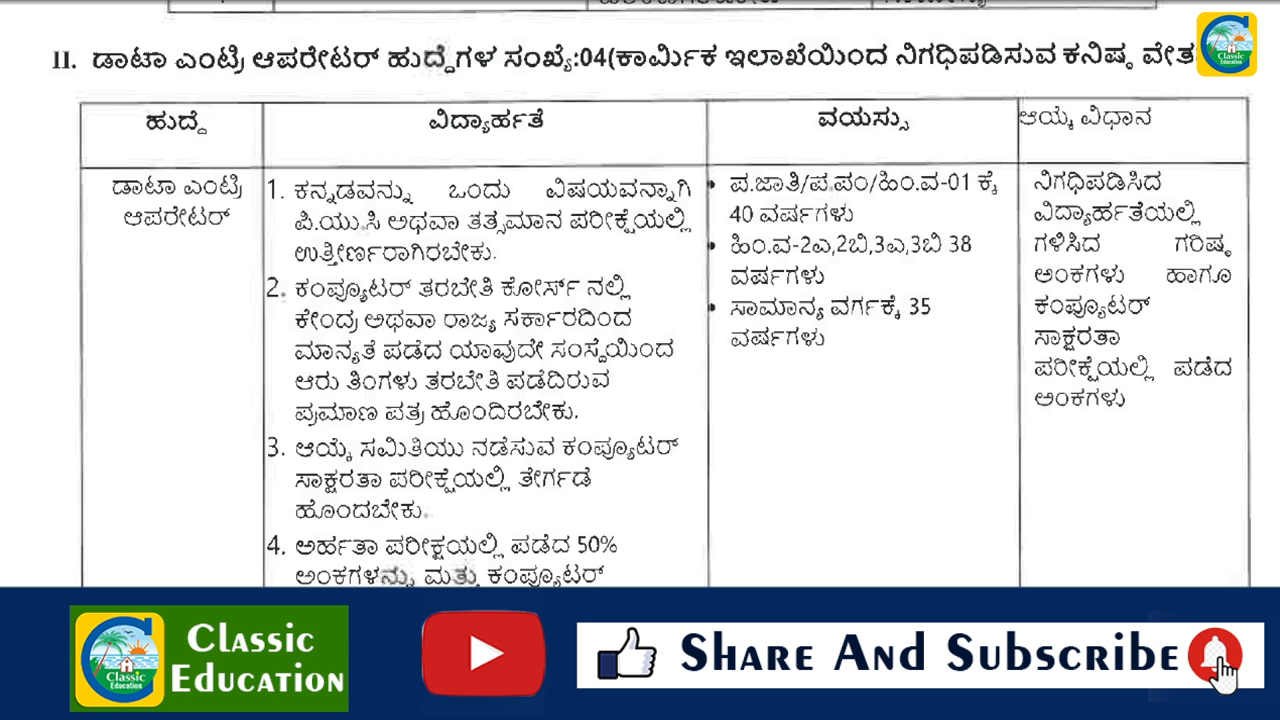 II. ಡಾಟಾ ಎಂಟ್ರಿ ಆಪರೇಟರ್ ಹುದ್ದೆಗಳ ಸಂಖ್ಯೆ:04(ಕಾರ್ಮಿಕ ಇಲಾಖೆಯಿಂದ ನಿಗಧಿಪಡಿಸುವ ಕನಿಷ್ಠ ವೇತ
Classic
Education
ಹುದ್ದೆ
ವಿದ್ಯಾರ್ಹತೆ
ವಯಸ್ಸು
ಆಯ್ಕೆ ವಿಧಾನ
ಡಾಟಾ ಎಂಟ್ರಿ
ಆಪರೇಟರ್
1. ಕನ್ನಡವನ್ನು ಒಂದು ವಿಷಯವನ್ನಾಗಿ
ಪಿ.ಯು.ಸಿ ಅಥವಾ ತತ್ಸಮಾನ ಪರೀಕ್ಷೆಯಲ್ಲಿ
ಉತ್ತೀರ್ಣರಾಗಿರಬೇಕು.
2. ಕಂಪ್ಯೂಟರ್ ತರಬೇತಿ ಕೋರ್ಸ್ ನಲ್ಲಿ
ಕೇಂದ್ರ ಅಥವಾ ರಾಜ್ಯ ಸರ್ಕಾರದಿಂದ
ಮಾನ್ಯತೆ ಪಡೆದ ಯಾವುದೇ ಸಂಸ್ಥೆಯಿಂದ
ಆರು ತಿಂಗಳು ತರಬೇತಿ ಪಡೆದಿರುವ
ಪ್ರಮಾಣ ಪತ್ರ ಹೊಂದಿರಬೇಕು.
3. ಆಯ್ಕೆ ಸಮಿತಿಯು ನಡೆಸುವ ಕಂಪ್ಯೂಟರ್
ಸಾಕ್ಷರತಾ ಪರೀಕ್ಷೆಯಲ್ಲಿ ತೇರ್ಗಡೆ
ಹೊಂದಬೇಕು.
4. ಅರ್ಹತಾ ಪರೀಕ್ಷಯಲ್ಲಿ ಪಡೆದ 50%
ಅಂಕಗಳನ್ನು ಮತ್ತು ಕಂಪ್ಯೂಟರ್
• ಪ.ಜಾತಿ/ಪ.ಪಂ/ಹಿಂ.ವ-01 ಕ್ಕೆ
40 ವರ್ಷಗಳು
• ಹಿಂ.ವ-2ಎ,2ಬಿ,3ಎ,3ಬಿ 38
ವರ್ಷಗಳು
• ಸಾಮಾನ್ಯ ವರ್ಗಕ್ಕೆ 35
ವರ್ಷಗಳು
ನಿಗಧಿಪಡಿಸಿದ
ವಿದ್ಯಾರ್ಹತೆಯಲ್ಲಿ
ಗಳಿಸಿದ ಗರಿಷ್ಠ
ಅಂಕಗಳು ಹಾಗೂ
ಕಂಪ್ಯೂಟರ್
ಸಾಕ್ಷರತಾ
ಪರೀಕ್ಷೆಯಲ್ಲಿ ಪಡೆದ
ಅಂಕಗಳು
Classic
Education
Classic
Education
Share And Subscribe